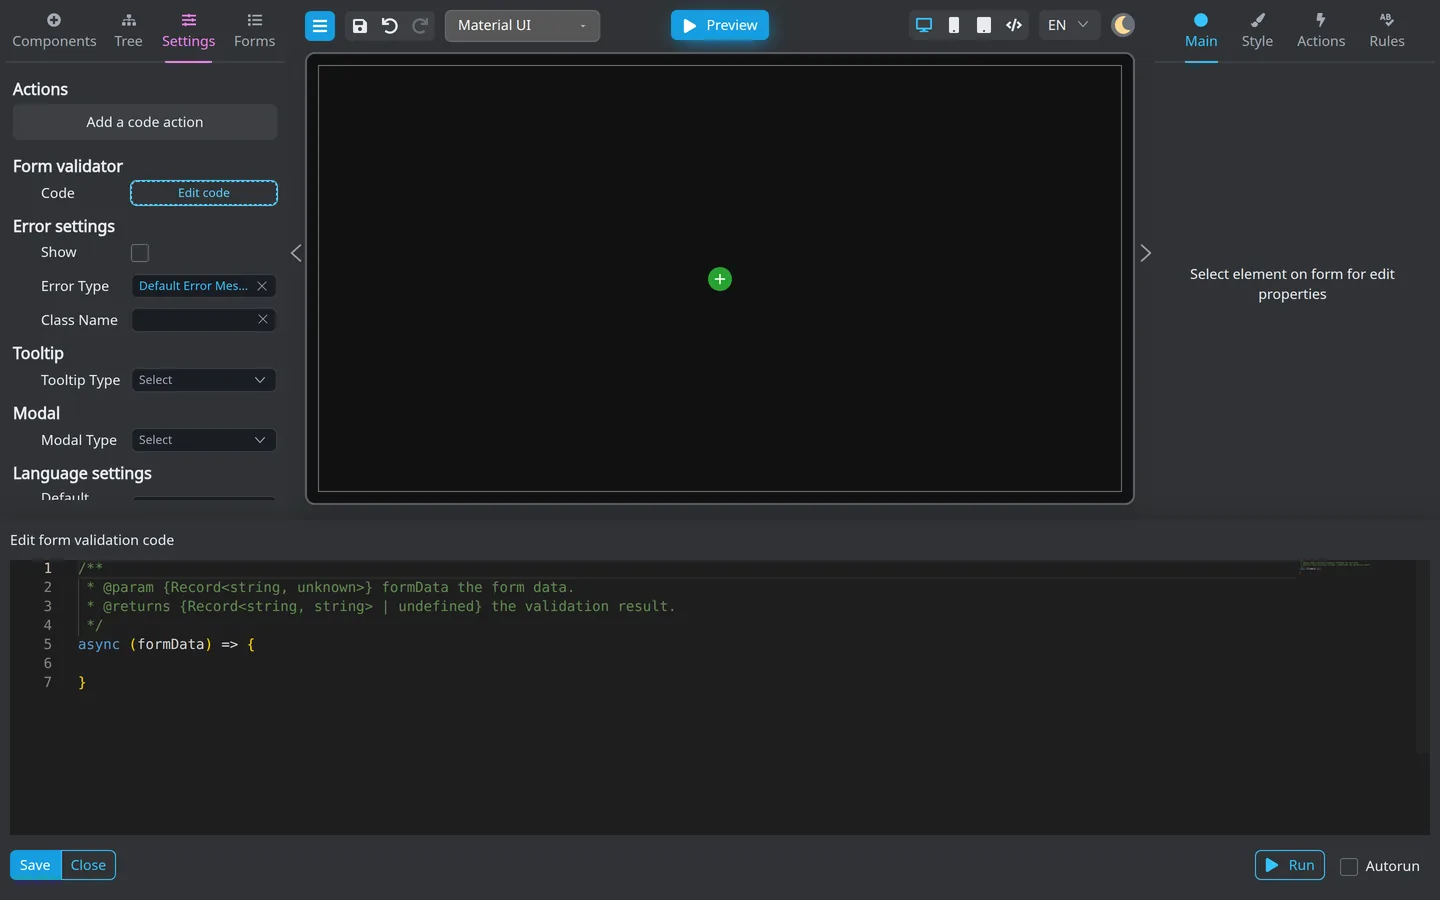 Components
Tree
Settings
Forms
Material UI
Preview
EN
Main
Style
Actions
AB
Rules
Actions
Add a code action
Form validator
Code
Edit code
Error settings
Show
Error Type
Default Error Mes...
Class Name
Tooltip
Tooltip Type
Select
Modal
Modal Type
Select
Language settings
Default
Select element on form for edit
properties
Edit form validation code
1 /**
2 * @param {Record<string, unknown>} formData the form data.
3 * @returns {Record<string, string> | undefined} the validation result.
4 */
5 async (formData) => {
6
7 }
Save
Close
Run
Autorun